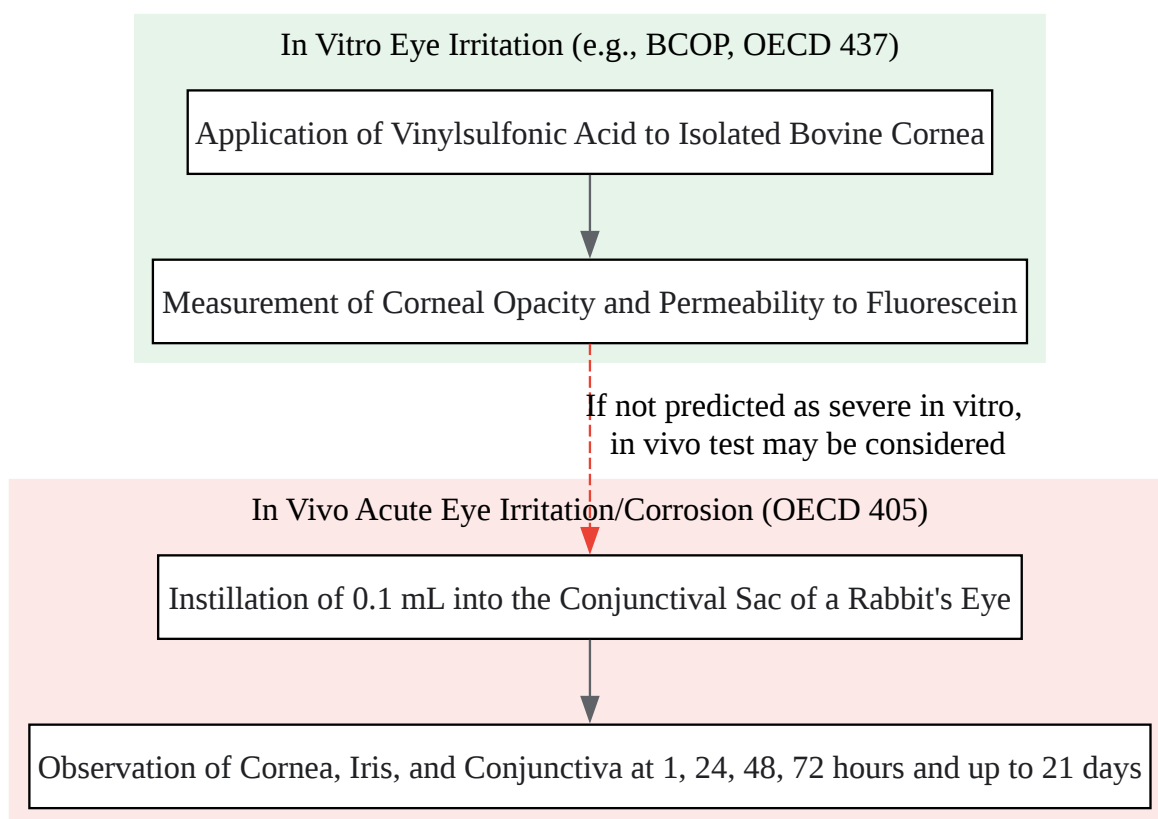 In Vitro Eye Irritation (e.g., BCOP, OECD 437)
Application of Vinylsulfonic Acid to Isolated Bovine Cornea
Measurement of Corneal Opacity and Permeability to Fluorescein
If not predicted as severe in vitro,
in vivo test may be considered
In Vivo Acute Eye Irritation/Corrosion (OECD 405)
Instillation of 0.1 mL into the Conjunctival Sac of a Rabbit's Eye
Observation of Cornea, Iris, and Conjunctiva at 1, 24, 48, 72 hours and up to 21 days